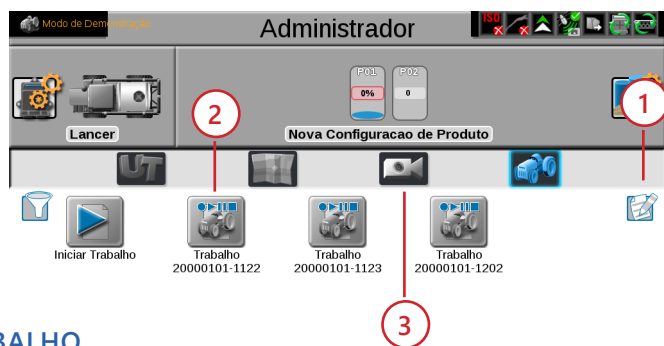 Modo de Demonstração
Administrador
ISO
P01
P02
0%
0
Lancer
Nova Configuracao de Produto
1
2
UT
Iniciar Trabalho
Trabalho
20000101-1122
Trabalho
20000101-1123
Trabalho
20000101-1202
3
BALHO